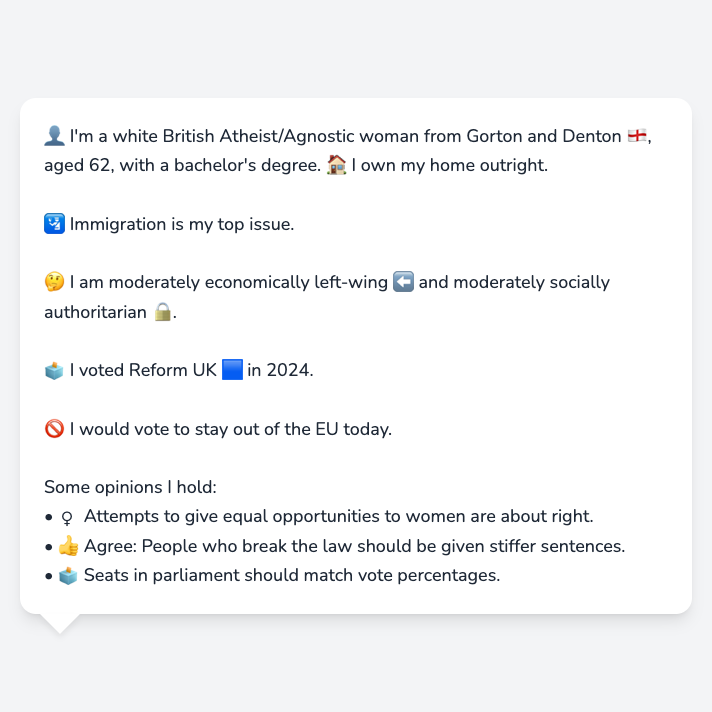 👤 I'm a white British Atheist/Agnostic woman from Gorton and Denton 🏴󠁧󠁢󠁥󠁮󠁧󠁿,
aged 62, with a bachelor's degree. 🏠 I own my home outright.
🛂 Immigration is my top issue.
🤔 I am moderately economically left-wing ⬅️ and moderately socially
authoritarian 🔒.
🗳️ I voted Reform UK 🟦 in 2024.
🚫 I would vote to stay out of the EU today.
Some opinions I hold:
• ♀ Attempts to give equal opportunities to women are about right.
• 👍 Agree: People who break the law should be given stiffer sentences.
• 🗳️ Seats in parliament should match vote percentages.